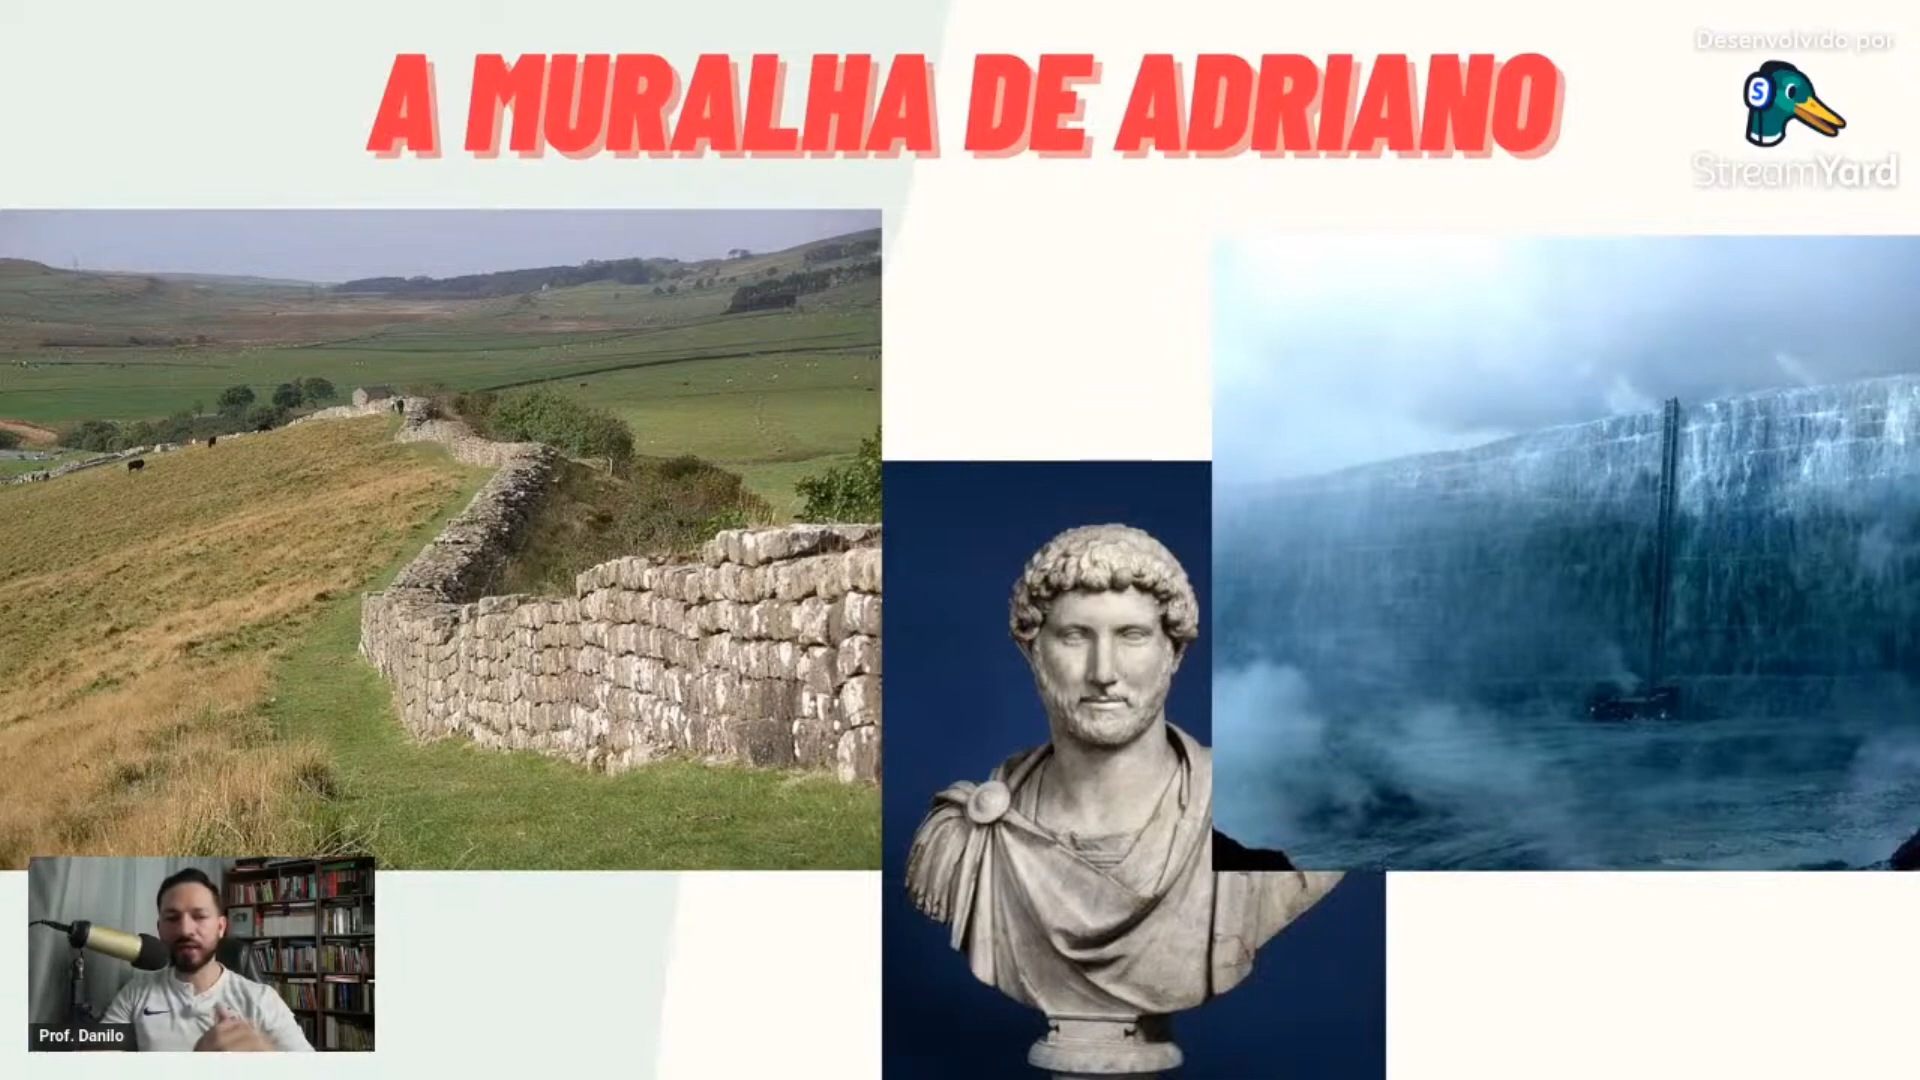 A MURALHA DE ADRIANO
Desenvolvido por
S
StreamYard
Prof. Danilo